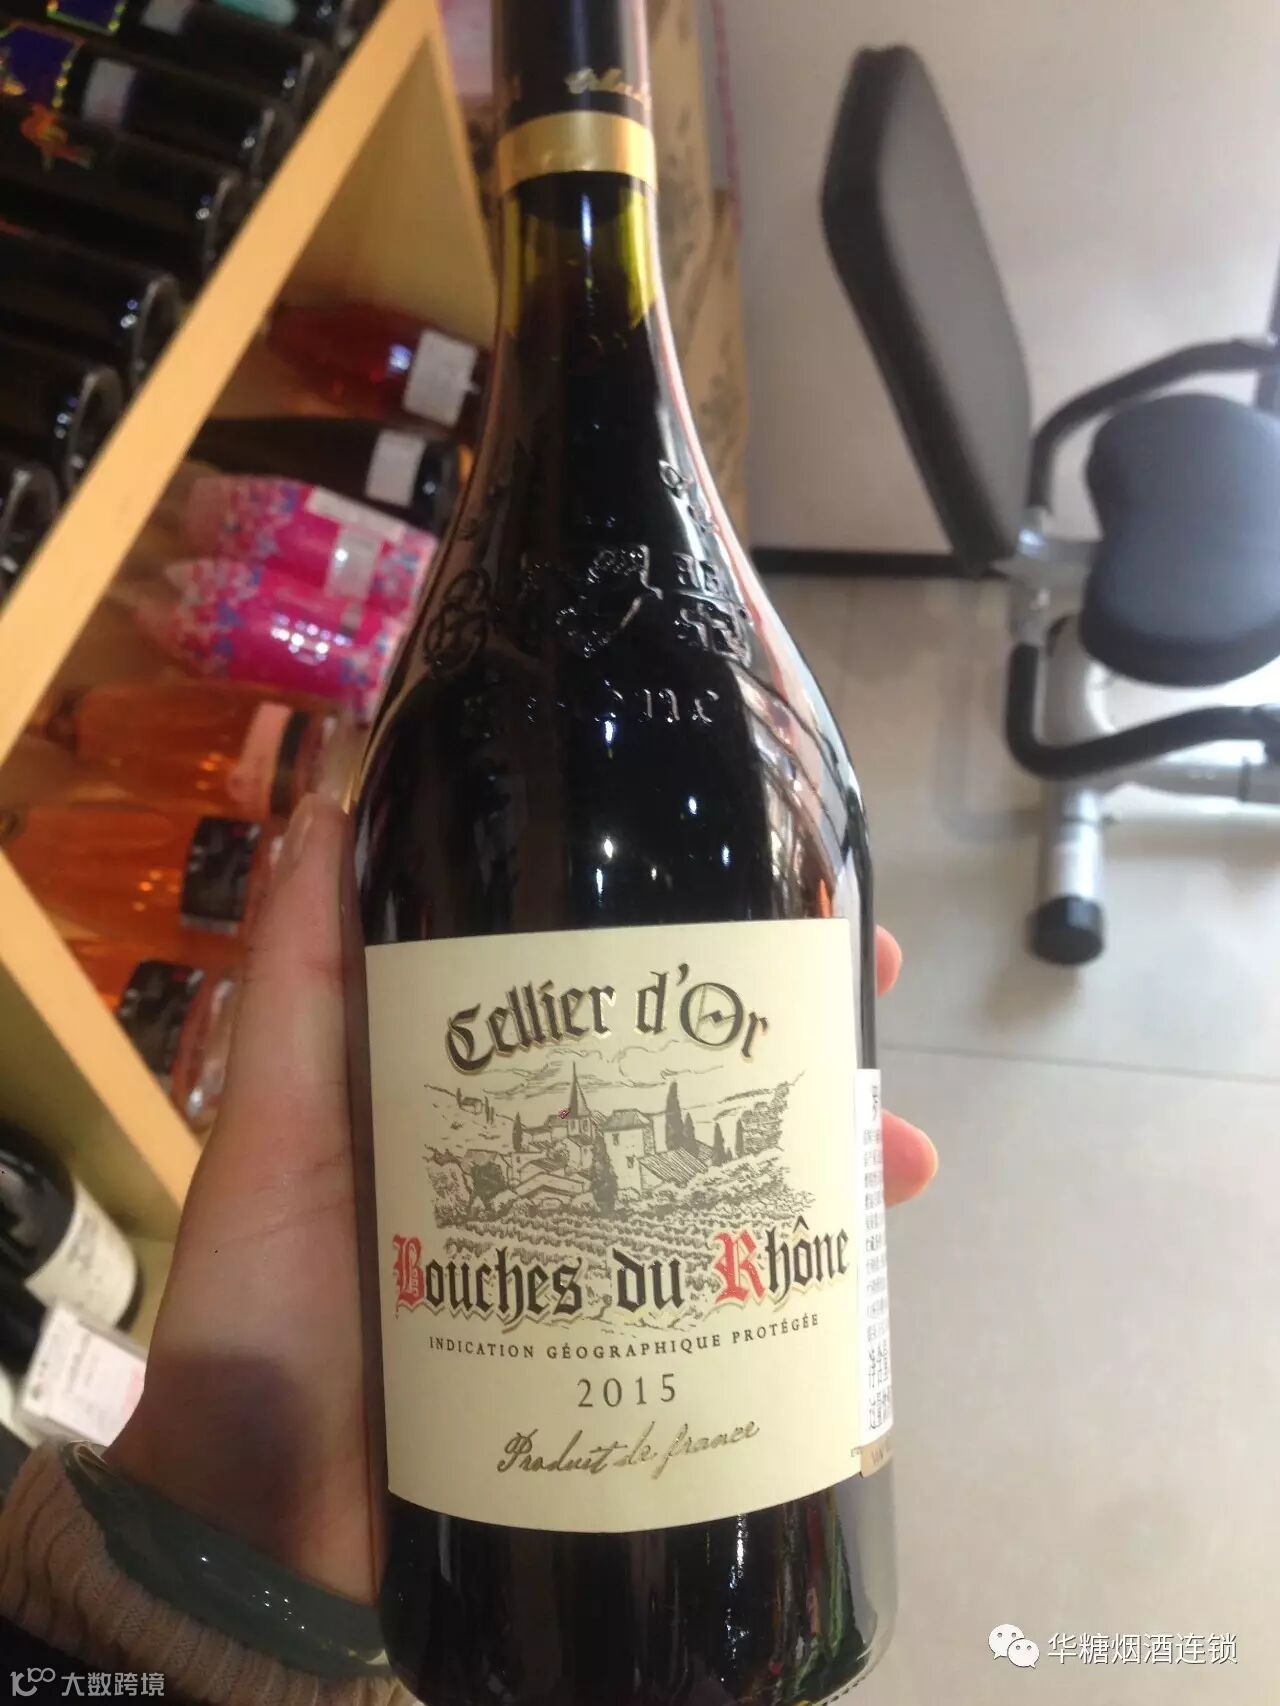 Cellier d'Or
Bouches du Rhône
INDICATION GÉOGRAPHIQUE PROTÉGÉE
2015
Produit de france
华糖烟酒连锁
大数跨境